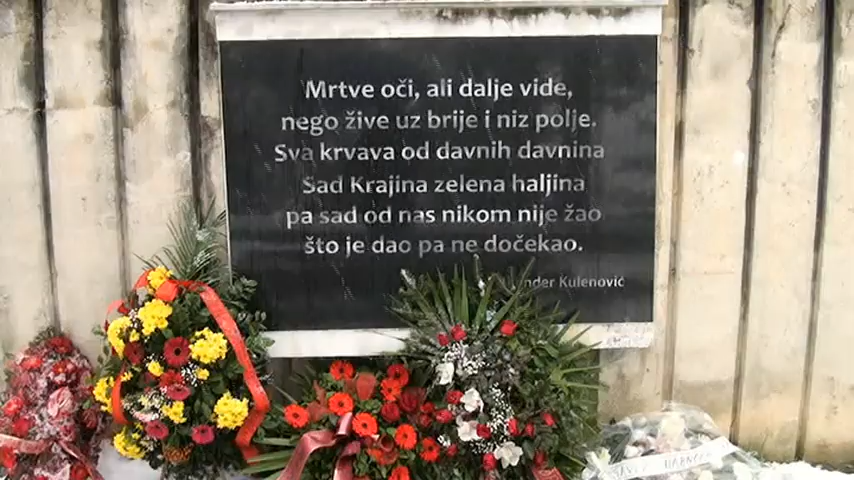 Mrtve oči, ali dalje vide,
nego žive uz brije i niz polje.
Sva krvava od davnih davnina
Sad Krajina zelena haljina
pa sad od nas nikom nije žao
što je dao pa ne dočekao.
Kulenović